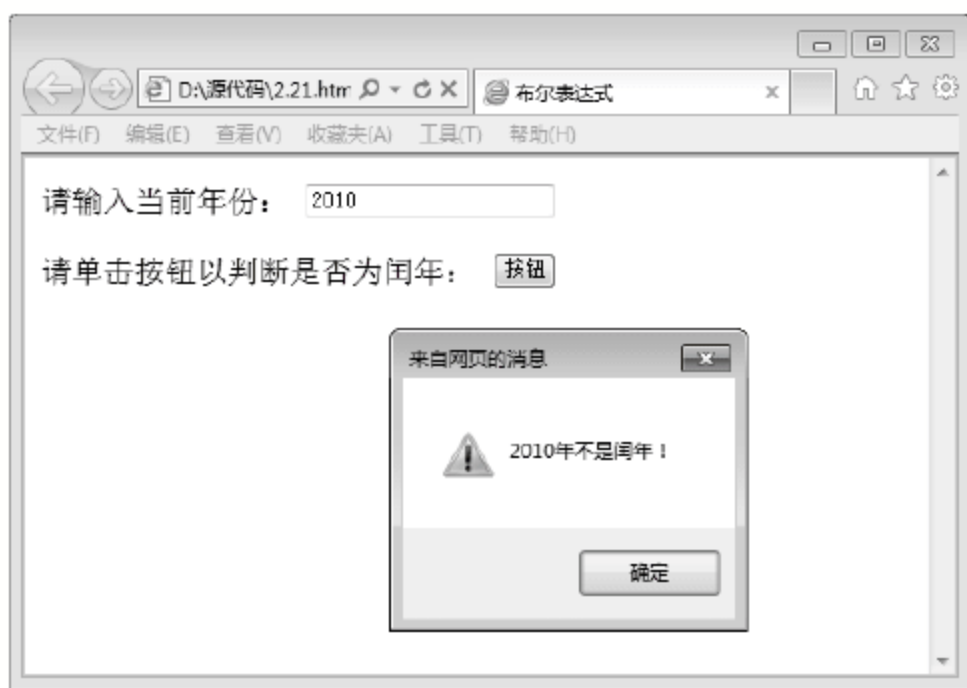 D:\源代码\2.21.htm
布尔表达式
文件(F) 编辑(E) 查看(V) 收藏夹(A) 工具(T) 帮助(H)
请输入当前年份： 2010
请单击按钮以判断是否为闰年： 按钮
来自网页的消息
2010年不是闰年！
确定